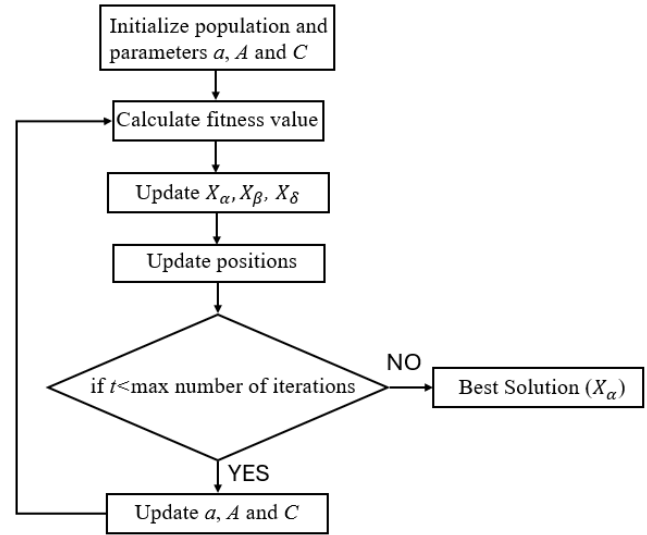 Initialize population and
parameters a, A and C
Calculate fitness value
Update Xα, Xβ, Xδ
Update positions
if t<max number of iterations
NO
Best Solution (Xα)
YES
Update a, A and C